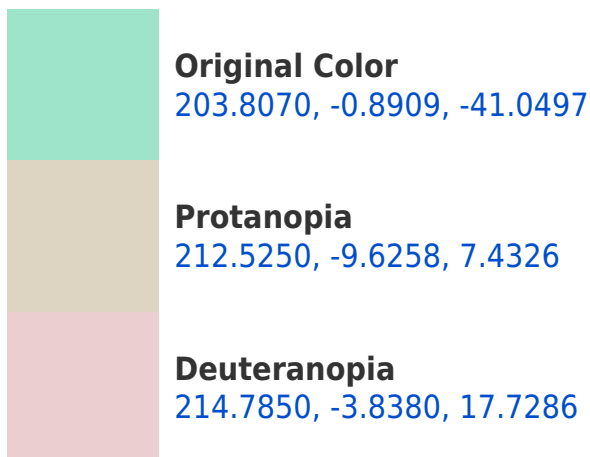 Original Color
203.8070, -0.8909, -41.0497
Protanopia
212.5250, -9.6258, 7.4326
Deuteranopia
214.7850, -3.8380, 17.7286